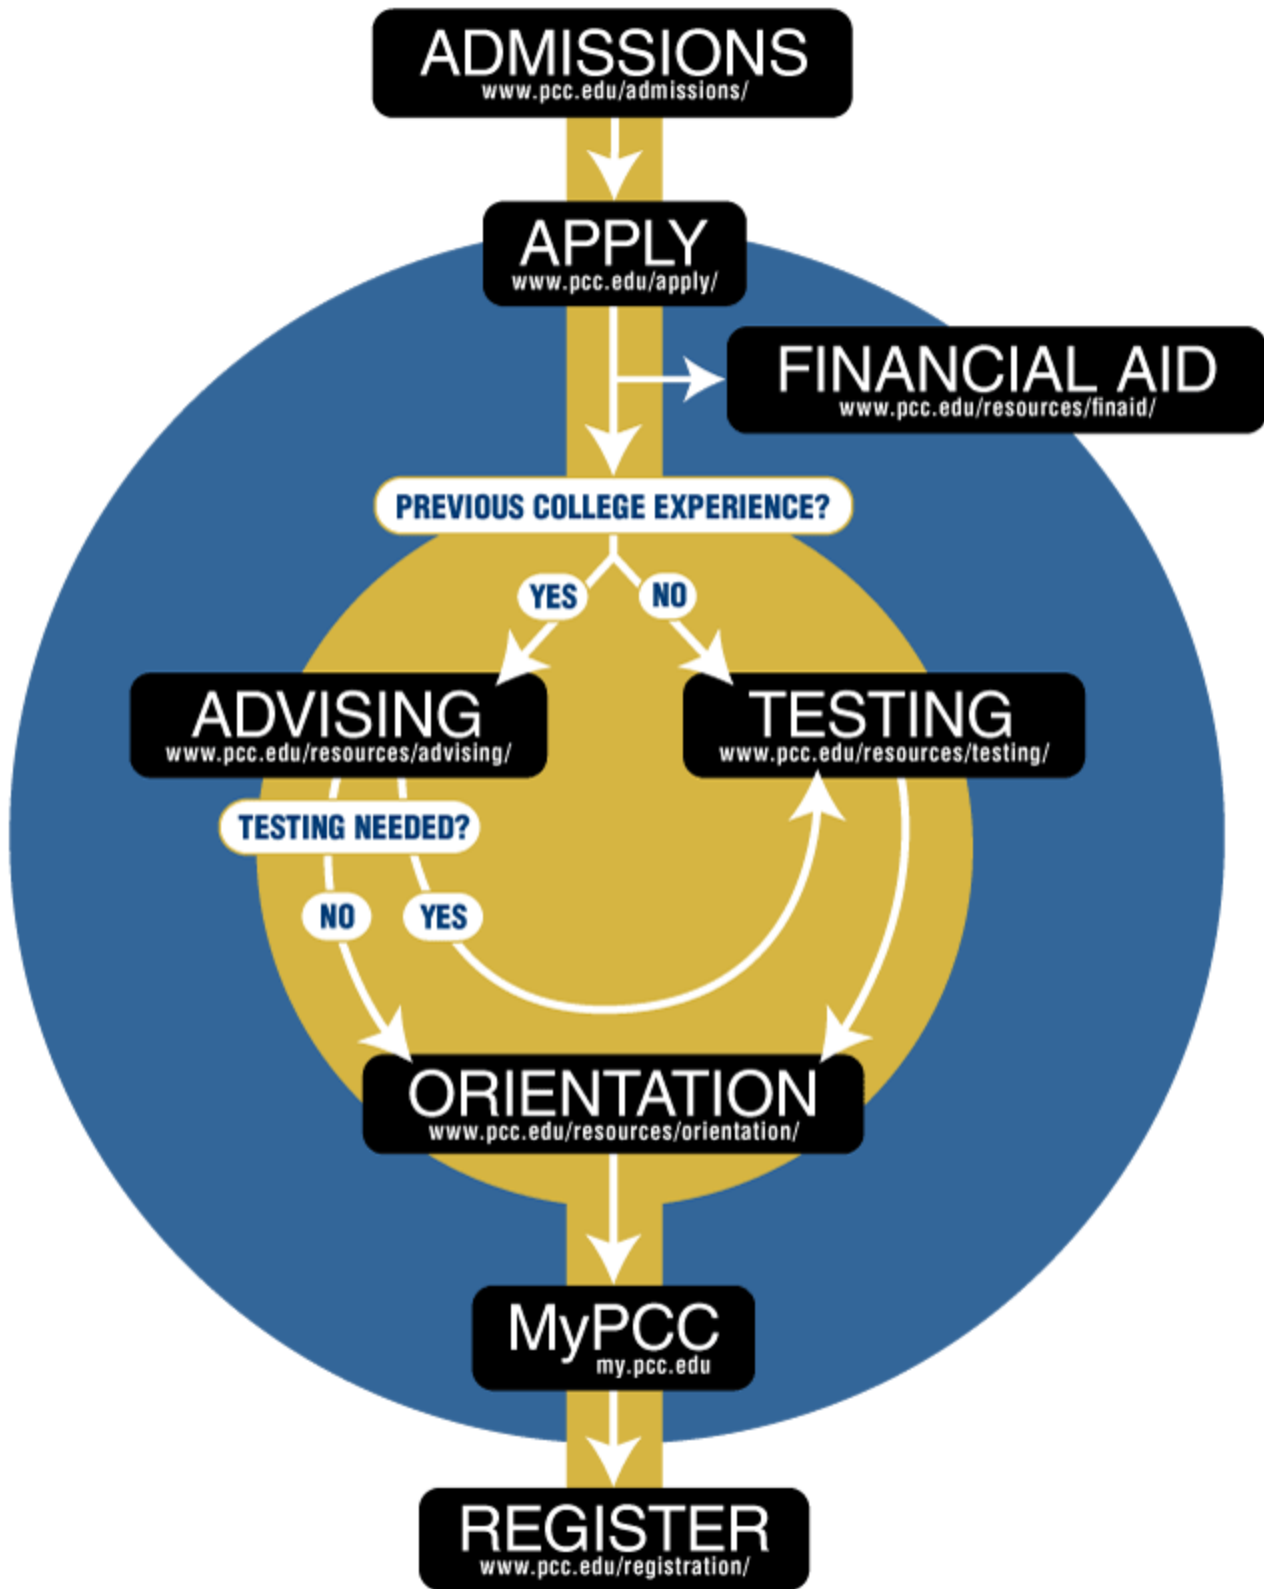 ADMISSIONS
www.pcc.edu/admissions/
APPLY
www.pcc.edu/apply/
FINANCIAL AID
www.pcc.edu/resources/finaid/
PREVIOUS COLLEGE EXPERIENCE?
YES
NO
ADVISING
www.pcc.edu/resources/advising/
TESTING
www.pcc.edu/resources/testing/
TESTING NEEDED?
NO
YES
ORIENTATION
www.pcc.edu/resources/orientation/
MyPCC
my.pcc.edu
REGISTER
www.pcc.edu/registration/